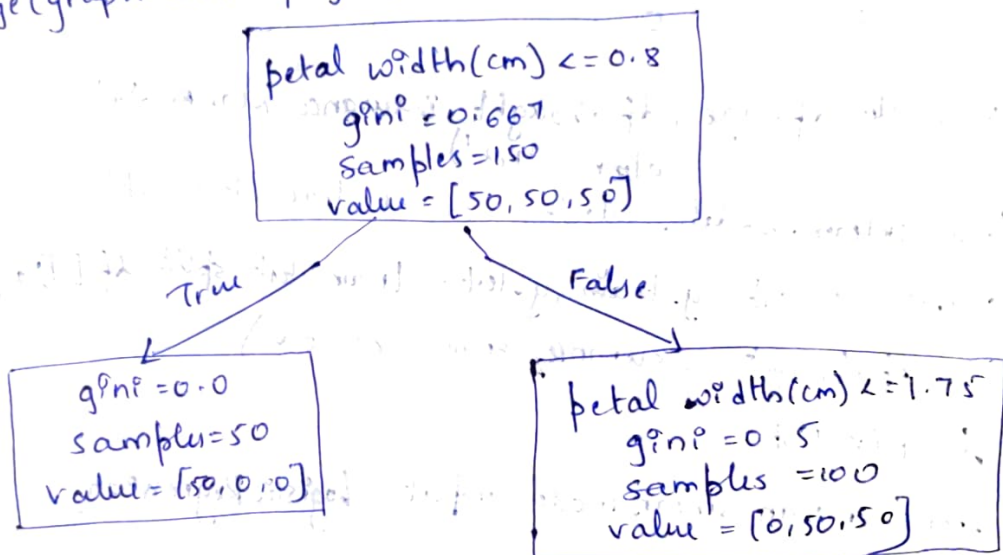 petal width(cm) <= 0.8
gini = 0.667
samples = 150
value = [50, 50, 50]
True
False
gini = 0.0
samples = 50
value = [50, 0, 0]
petal width(cm) <= 1.75
gini = 0.5
samples = 100
value = [0, 50, 50]